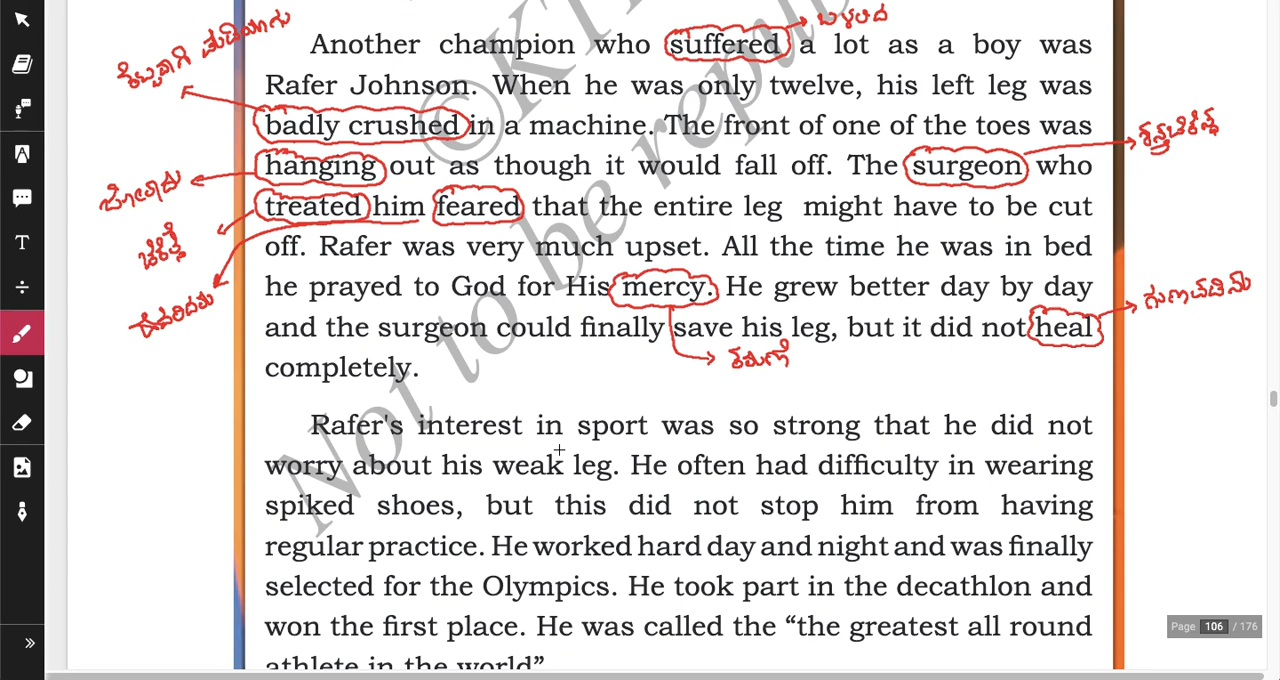 ಬಳಲಿದ
Another champion who suffered a lot as a boy was
Rafer Johnson. When he was only twelve, his left leg was
badly crushed in a machine. The front of one of the toes was
hanging out as though it would fall off. The surgeon who
treated him feared that the entire leg might have to be cut
off. Rafer was very much upset. All the time he was in bed
he prayed to God for His mercy. He grew better day by day
and the surgeon could finally save his leg, but it did not heal
completely.
Rafer's interest in sport was so strong that he did not
worry about his weak leg. He often had difficulty in wearing
spiked shoes, but this did not stop him from having
regular practice. He worked hard day and night and was finally
selected for the Olympics. He took part in the decathlon and
won the first place. He was called the “the greatest all round
athlete in the world”
Page 106 / 176
Not to be repu